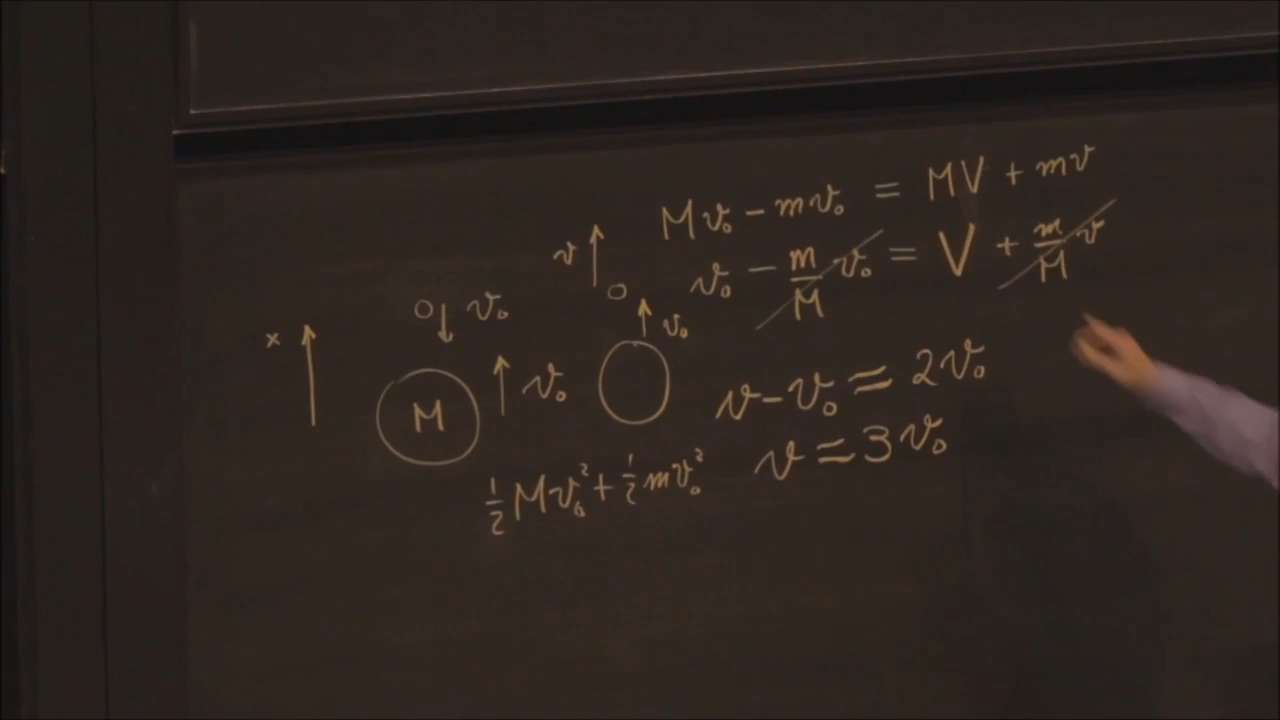 Mv₀ − mv₀ = MV + mv
v₀ − m/M v₀ = V + m/M v
v
v₀
v₀
x
M
v₀
v − v₀ ≈ 2v₀
v ≈ 3v₀
½Mv₀² + ½mv₀²